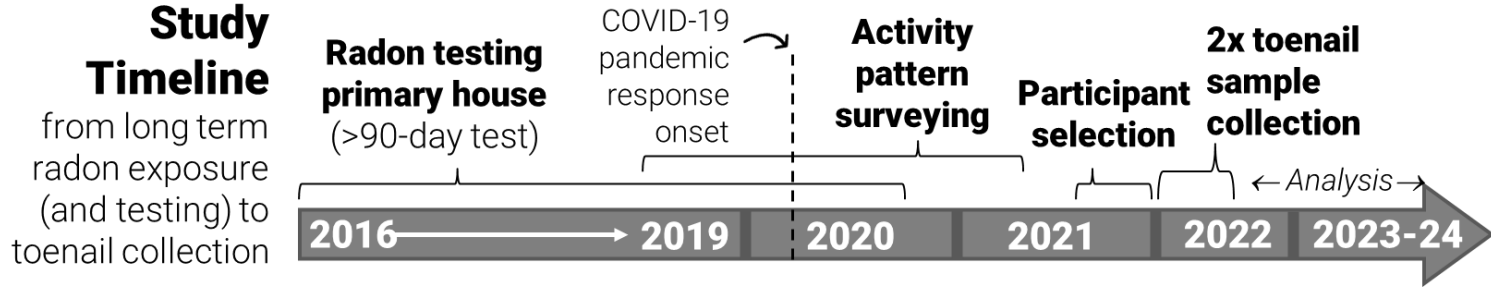 Study
Timeline
from long term
radon exposure
(and testing) to
toenail collection
Radon testing
primary house
(>90-day test)
COVID-19
pandemic
response
onset
Activity
pattern
surveying
Participant
selection
2x toenail
sample
collection
←Analysis→
2016 2019 2020 2021 2022 2023-24